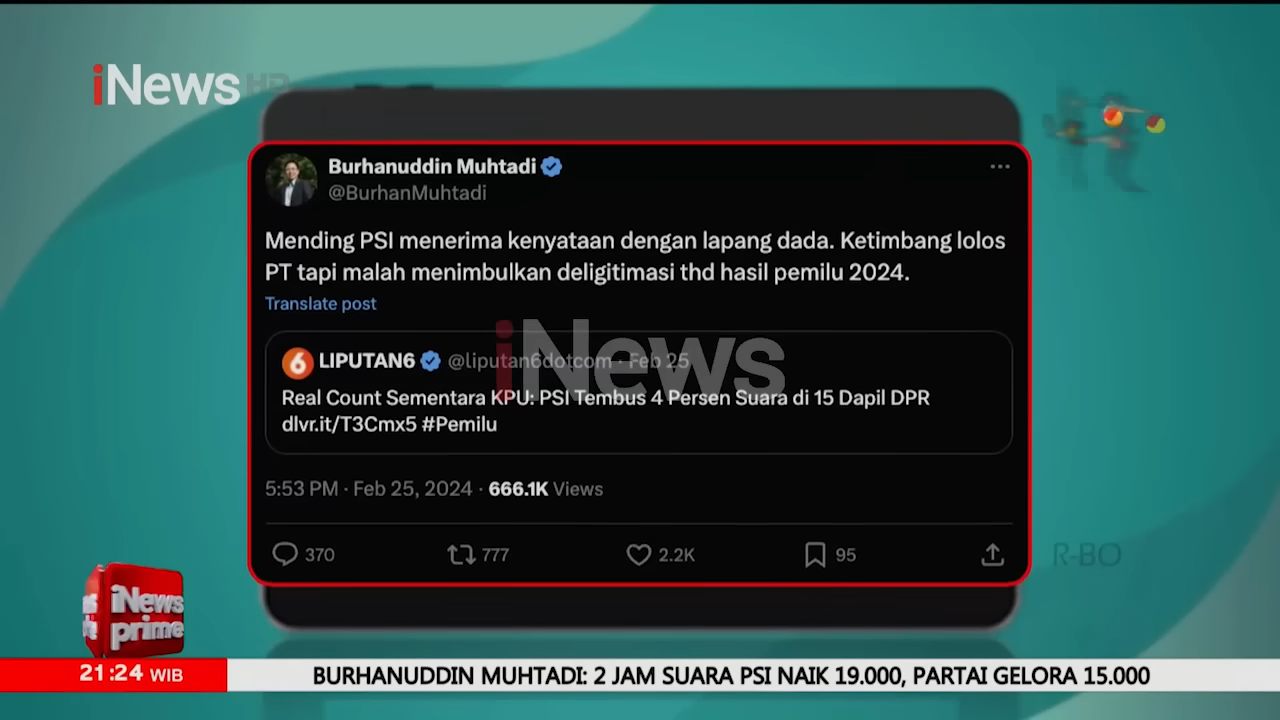 iNews HD
Burhanuddin Muhtadi
@BurhanMuhtadi
Mending PSI menerima kenyataan dengan lapang dada. Ketimbang lolos
PT tapi malah menimbulkan deligitimasi thd hasil pemilu 2024.
Translate post
iNews
LIPUTAN6 @liputan6dotcom · Feb 25
Real Count Sementara KPU: PSI Tembus 4 Persen Suara di 15 Dapil DPR
dlvr.it/T3Cmx5 #Pemilu
5:53 PM · Feb 25, 2024 · 666.1K Views
370 777 2.2K 95
R-BO
iNews
prime
21:24 WIB
BURHANUDDIN MUHTADI: 2 JAM SUARA PSI NAIK 19.000, PARTAI GELORA 15.000